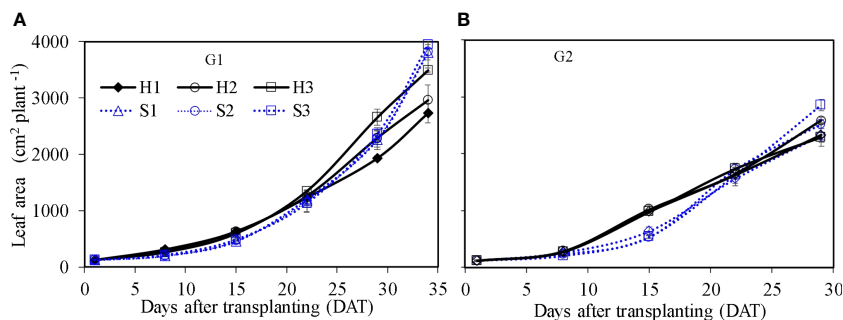 A
B
G1
G2
H1 H2 H3
S1 S2 S3
Leaf area (cm2 plant -1)
4000
3000
2000
1000
0
0 5 10 15 20 25 30 35
0 5 10 15 20 25 30
Days after transplanting (DAT)
Days after transplanting (DAT)